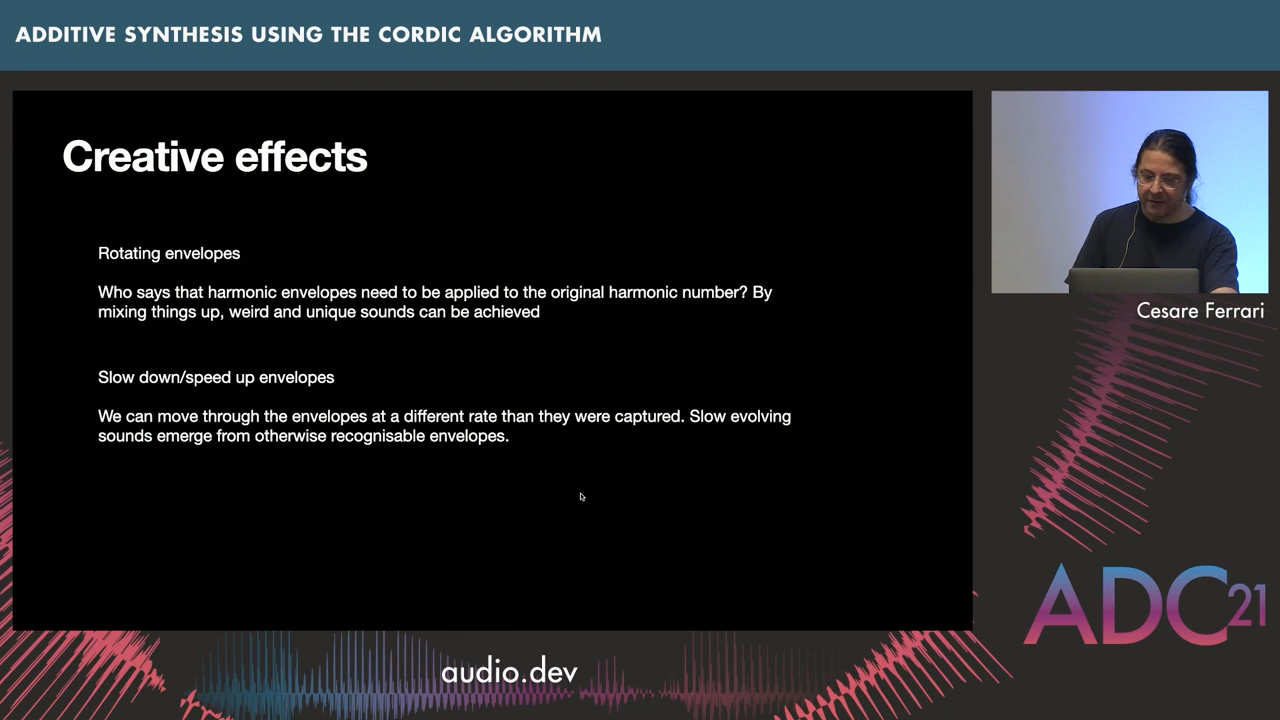 ADDITIVE SYNTHESIS USING THE CORDIC ALGORITHM
Creative effects
Rotating envelopes
Who says that harmonic envelopes need to be applied to the original harmonic number? By
mixing things up, weird and unique sounds can be achieved
Slow down/speed up envelopes
We can move through the envelopes at a different rate than they were captured. Slow evolving
sounds emerge from otherwise recognisable envelopes.
Cesare Ferrari
ADC21
audio.dev